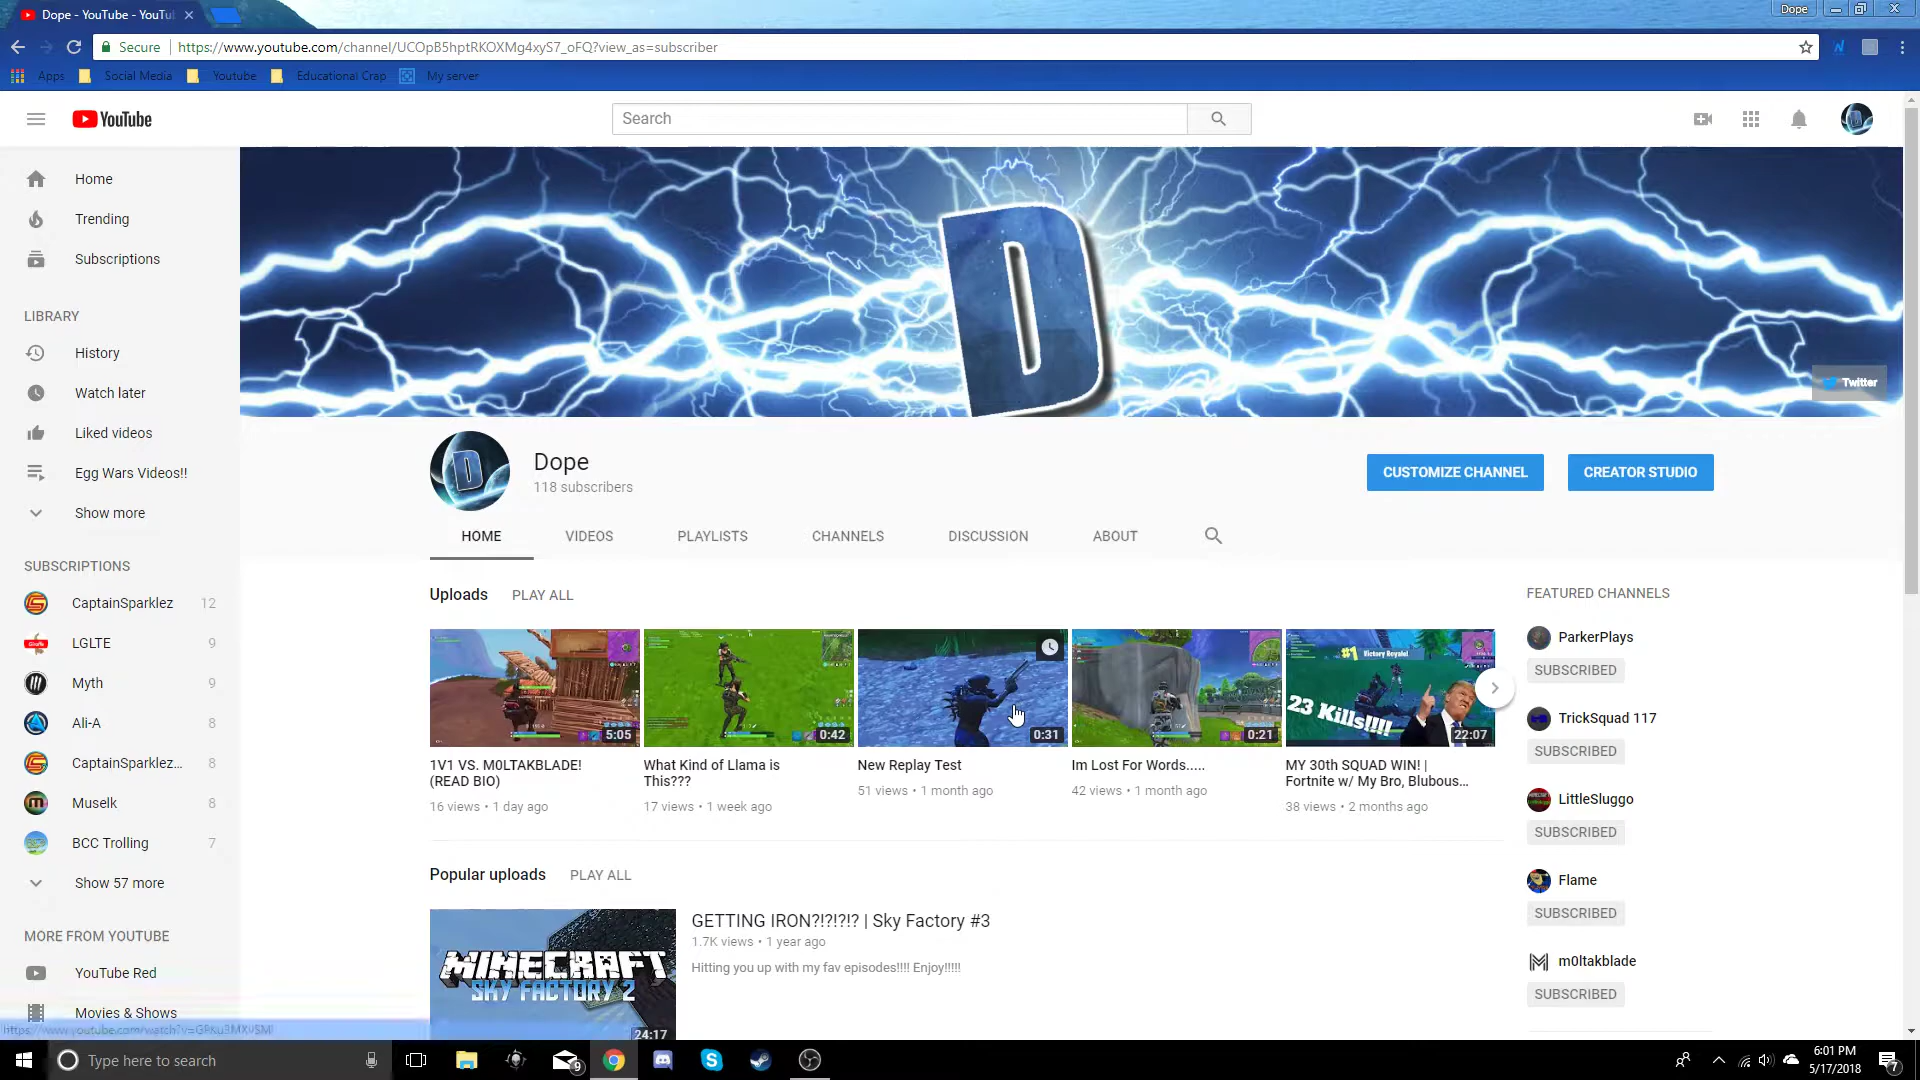 Dope - YouTube - YouTu
Dope
Secure
https://www.youtube.com/channel/UCOpB5hptRKOXMg4xyS7_oFQ?view_as=subscriber
Apps
Social Media
Youtube
Educational Crap
My server
YouTube
Search
Home
Trending
Subscriptions
LIBRARY
History
Watch later
Liked videos
Egg Wars Videos!!
Show more
SUBSCRIPTIONS
CaptainSparklez 12
LGLTE 9
Myth 9
Ali-A 8
CaptainSparklez... 8
Muselk 8
BCC Trolling 7
Show 57 more
MORE FROM YOUTUBE
YouTube Red
Movies & Shows
D
Twitter
D
Dope
118 subscribers
CUSTOMIZE CHANNEL
CREATOR STUDIO
HOME
VIDEOS
PLAYLISTS
CHANNELS
DISCUSSION
ABOUT
Uploads
PLAY ALL
5:05
0:42
0:31
0:21
#1 Victory Royale!
23 Kills!!!!
22:07
1V1 VS. M0LTAKBLADE!
(READ BIO)
16 views • 1 day ago
What Kind of Llama is
This???
17 views • 1 week ago
New Replay Test
51 views • 1 month ago
Im Lost For Words.....
42 views • 1 month ago
MY 30th SQUAD WIN! |
Fortnite w/ My Bro, Blubous...
38 views • 2 months ago
Popular uploads
PLAY ALL
MINECRAFT
SKY FACTORY 2
24:17
GETTING IRON?!?!?!? | Sky Factory #3
1.7K views • 1 year ago
Hitting you up with my fav episodes!!!! Enjoy!!!!!
FEATURED CHANNELS
ParkerPlays
SUBSCRIBED
TrickSquad 117
SUBSCRIBED
LittleSluggo
SUBSCRIBED
Flame
SUBSCRIBED
m0ltakblade
SUBSCRIBED
Type here to search
9
6:01 PM
5/17/2018
7